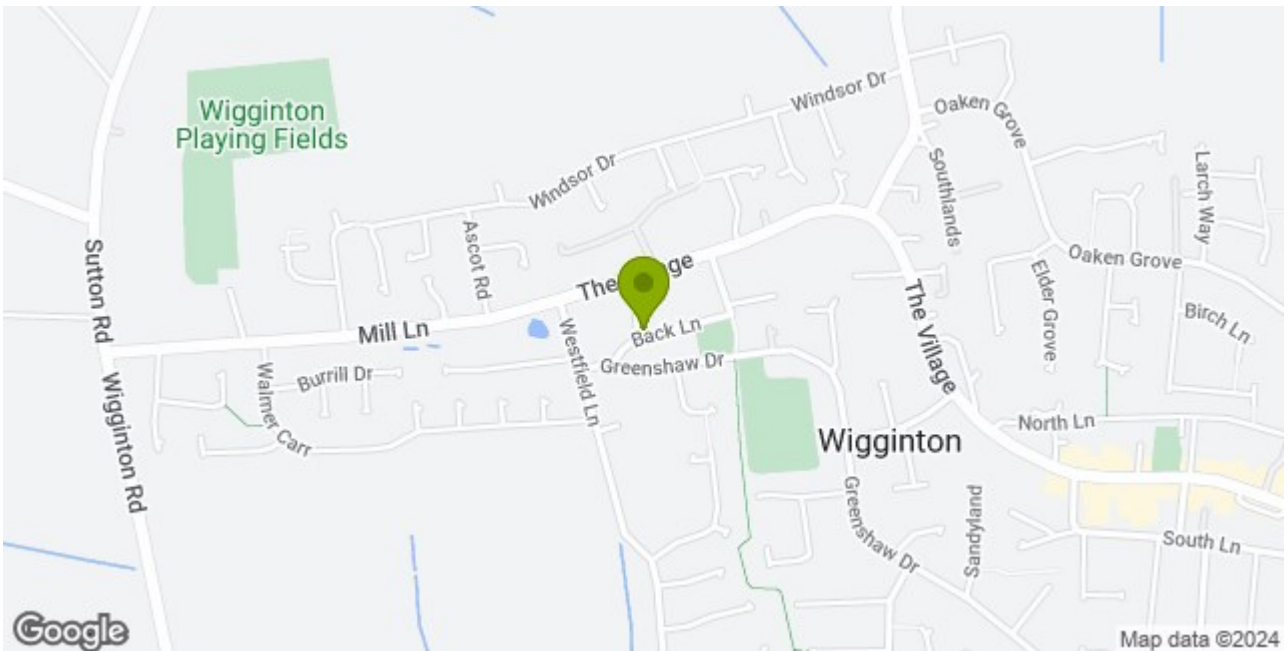 Windsor Dr
Oaken Grove
Wigginton
Playing Fields
Windsor Dr
Southlands
Larch Way
Ascot Rd
Sutton Rd
The Village
Oaken Grove
Elder Grove
The Village
Birch Ln
Mill Ln
Back Ln
Westfield Ln
Greenshaw Dr
Burrill Dr
Walmer Carr
Wigginton Rd
North Ln
Wigginton
Greenshaw Dr
Sandyland
South Ln
Google
Map data ©2024